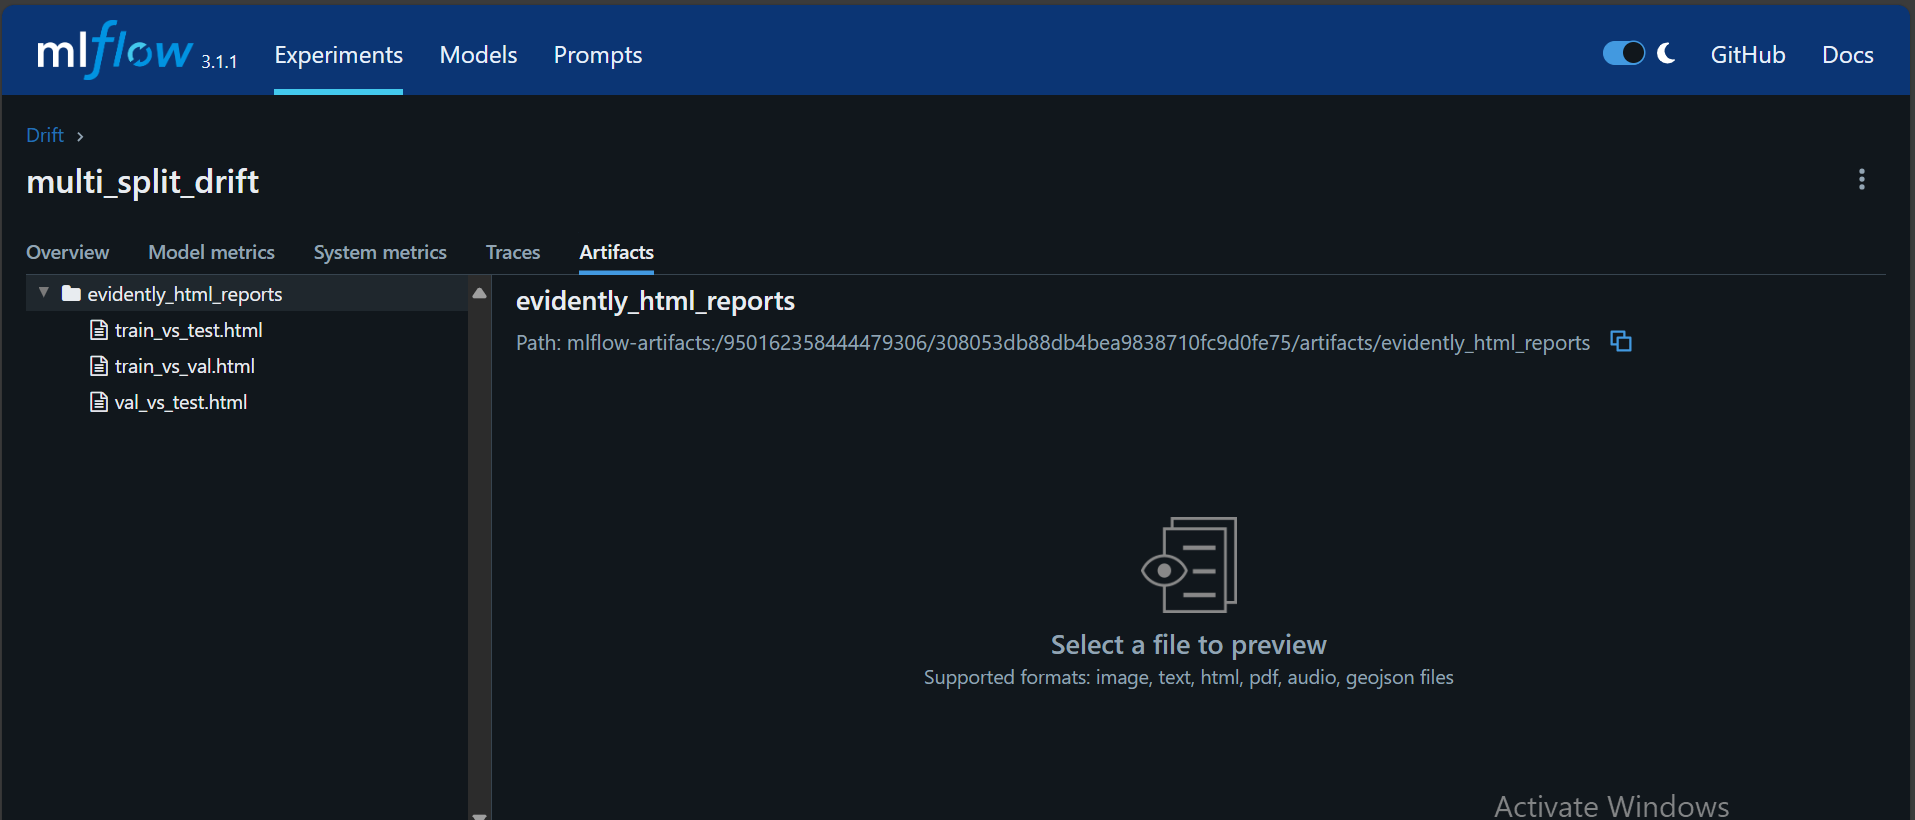 mlflow 3.1.1 Experiments Models Prompts GitHub Docs
Drift ›
multi_split_drift
Overview Model metrics System metrics Traces Artifacts
evidently_html_reports
train_vs_test.html
train_vs_val.html
val_vs_test.html
evidently_html_reports
Path: mlflow-artifacts:/950162358444479306/308053db88db4bea9838710fc9d0fe75/artifacts/evidently_html_reports
Select a file to preview
Supported formats: image, text, html, pdf, audio, geojson files
Activate Windows